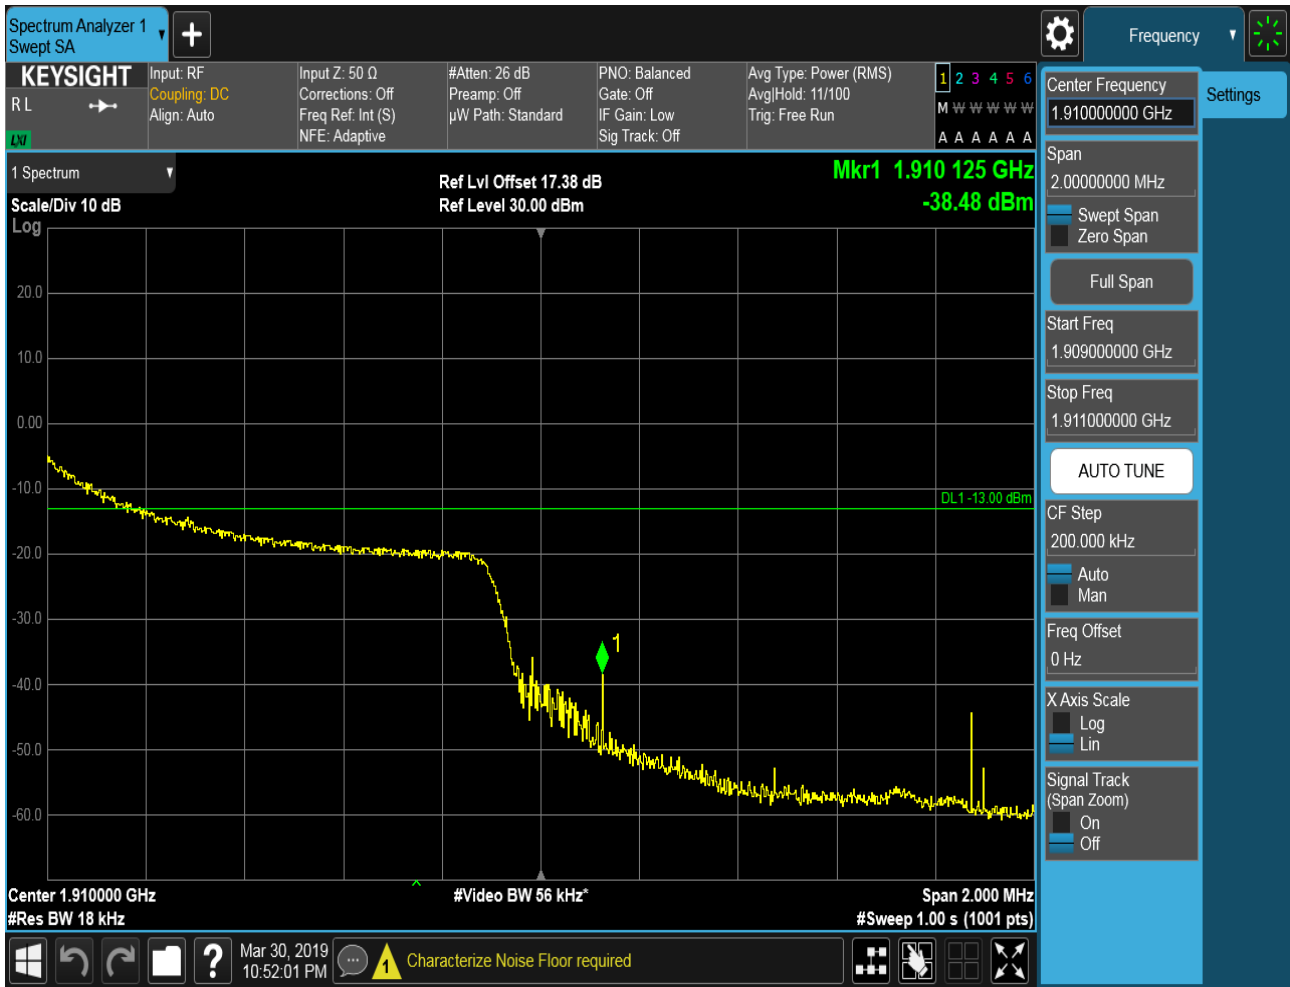 Spectrum Analyzer 1
Swept SA
Frequency
KEYSIGHT
R L
LXI
Input: RF
Coupling: DC
Align: Auto
Input Z: 50 Ω
Corrections: Off
Freq Ref: Int (S)
NFE: Adaptive
#Atten: 26 dB
Preamp: Off
µW Path: Standard
PNO: Balanced
Gate: Off
IF Gain: Low
Sig Track: Off
Avg Type: Power (RMS)
Avg|Hold: 11/100
Trig: Free Run
1 2 3 4 5 6
M W W W W W
A A A A A A
1 Spectrum
Scale/Div 10 dB
Log
Ref Lvl Offset 17.38 dB
Ref Level 30.00 dBm
Mkr1 1.910 125 GHz
-38.48 dBm
20.0
10.0
0.00
-10.0
-20.0
-30.0
-40.0
-50.0
-60.0
DL1 -13.00 dBm
1
Center 1.910000 GHz
#Res BW 18 kHz
#Video BW 56 kHz*
Span 2.000 MHz
#Sweep 1.00 s (1001 pts)
Mar 30, 2019
10:52:01 PM
?
1
Characterize Noise Floor required
Center Frequency
1.910000000 GHz
Settings
Span
2.00000000 MHz
Swept Span
Zero Span
Full Span
Start Freq
1.909000000 GHz
Stop Freq
1.911000000 GHz
AUTO TUNE
CF Step
200.000 kHz
Auto
Man
Freq Offset
0 Hz
X Axis Scale
Log
Lin
Signal Track
(Span Zoom)
On
Off